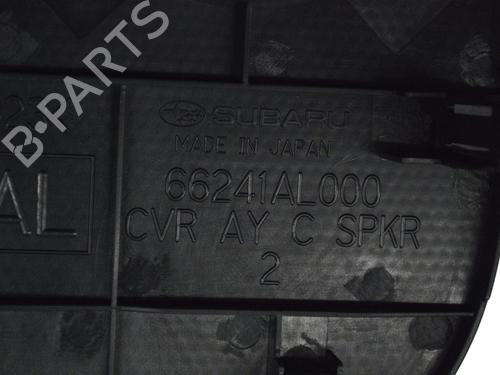 B·PARTS
SUBARU
MADE IN JAPAN
66241AL000
AL
CVR AY C SPKR
2